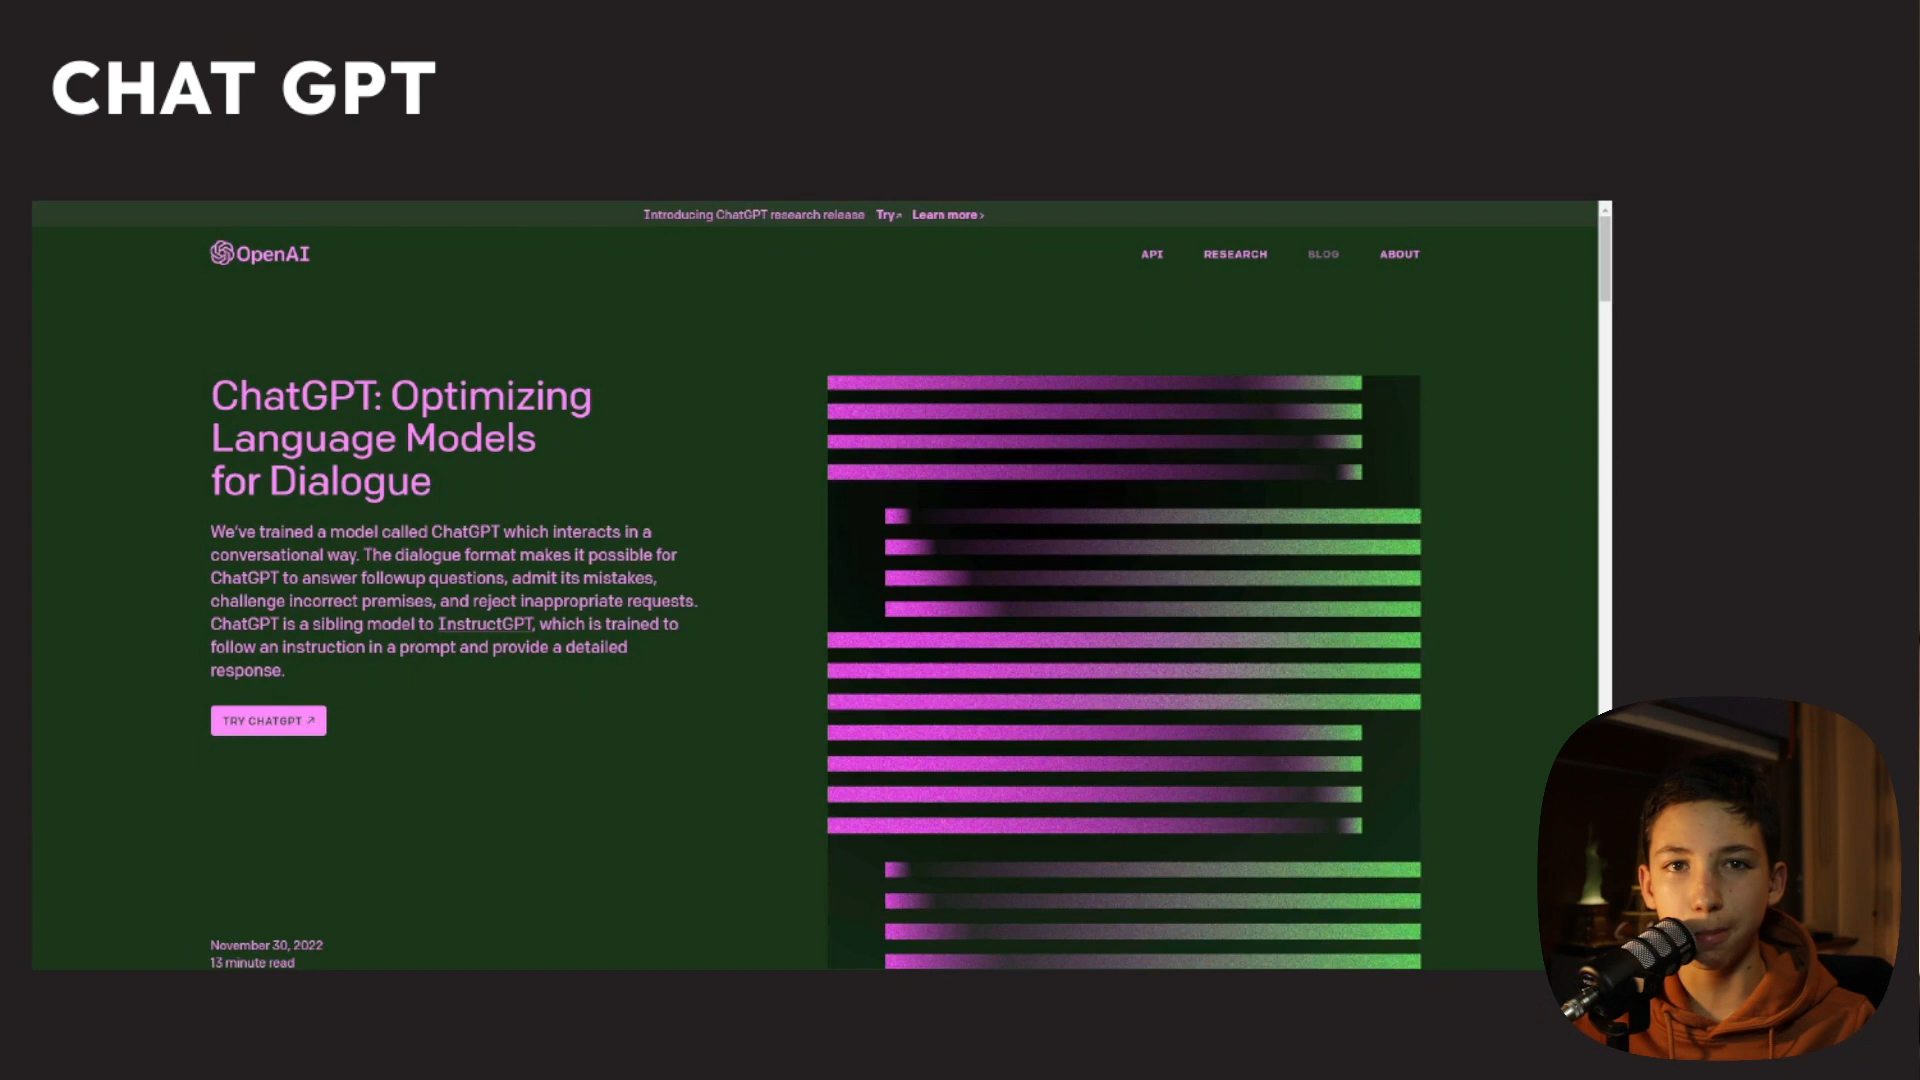 CHAT GPT
Introducing ChatGPT research release Try↗ Learn more ›
OpenAI
API RESEARCH BLOG ABOUT
ChatGPT: Optimizing
Language Models
for Dialogue
We've trained a model called ChatGPT which interacts in a
conversational way. The dialogue format makes it possible for
ChatGPT to answer followup questions, admit its mistakes,
challenge incorrect premises, and reject inappropriate requests.
ChatGPT is a sibling model to InstructGPT, which is trained to
follow an instruction in a prompt and provide a detailed
response.
TRY CHATGPT ↗
November 30, 2022
13 minute read